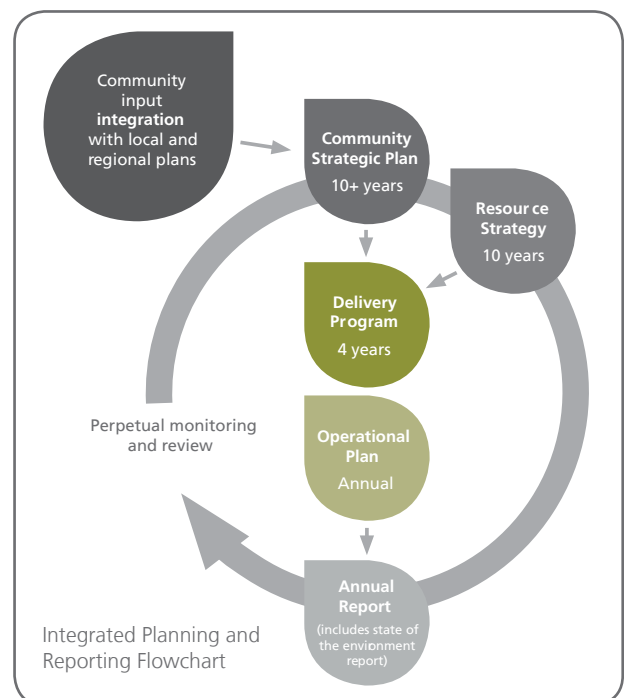 Community
input
integration
with local and
regional plans
Community
Strategic Plan
10+ years
Resource
Strategy
10 years
Delivery
Program
4 years
Perpetual monitoring
and review
Operational
Plan
Annual
Annual
Report
(includes state of
the environment
report)
Integrated Planning and
Reporting Flowchart